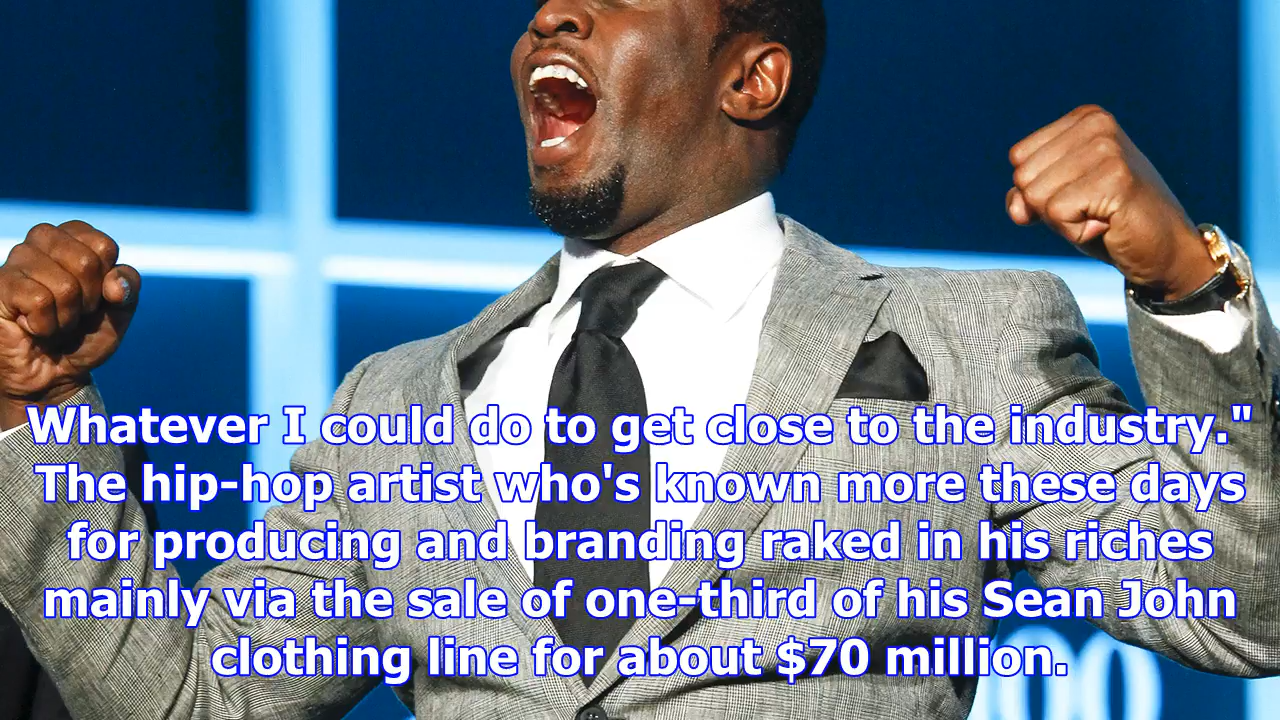 Whatever I could do to get close to the industry."
The hip-hop artist who's known more these days
for producing and branding raked in his riches
mainly via the sale of one-third of his Sean John
clothing line for about $70 million.